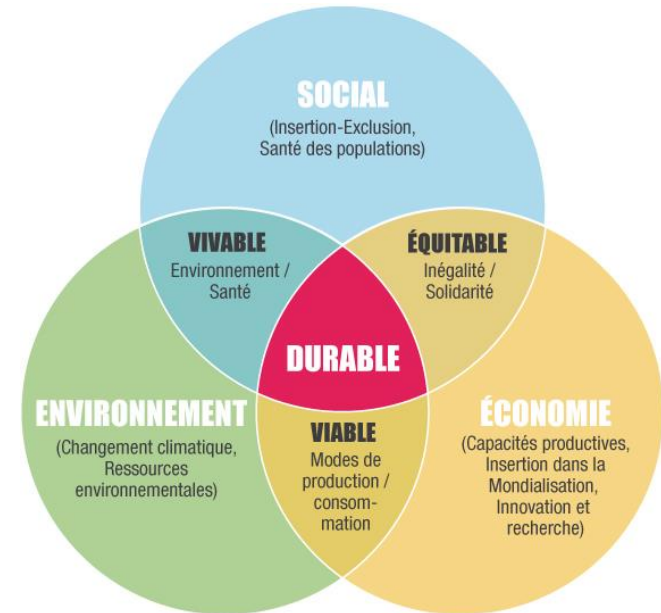 SOCIAL
(Insertion-Exclusion,
Santé des populations)
VIVABLE
Environnement /
Santé
ÉQUITABLE
Inégalité /
Solidarité
DURABLE
ENVIRONNEMENT
(Changement climatique,
Ressources
environnementales)
VIABLE
Modes de
production /
consom-
mation
ÉCONOMIE
(Capacités productives,
Insertion dans la
Mondialisation,
Innovation et
recherche)